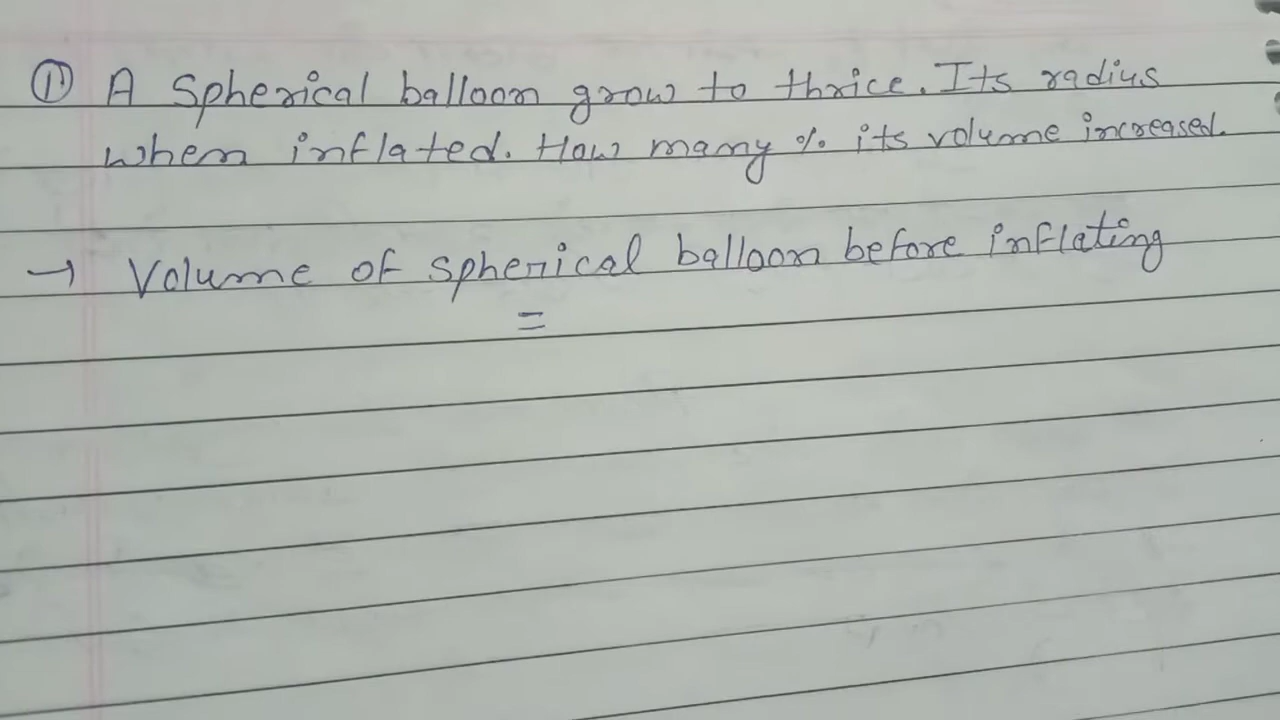 ① A Spherical balloon grow to thrice. Its radius
when inflated. How many % its volume increased.
→ Volume of spherical balloon before inflating
=